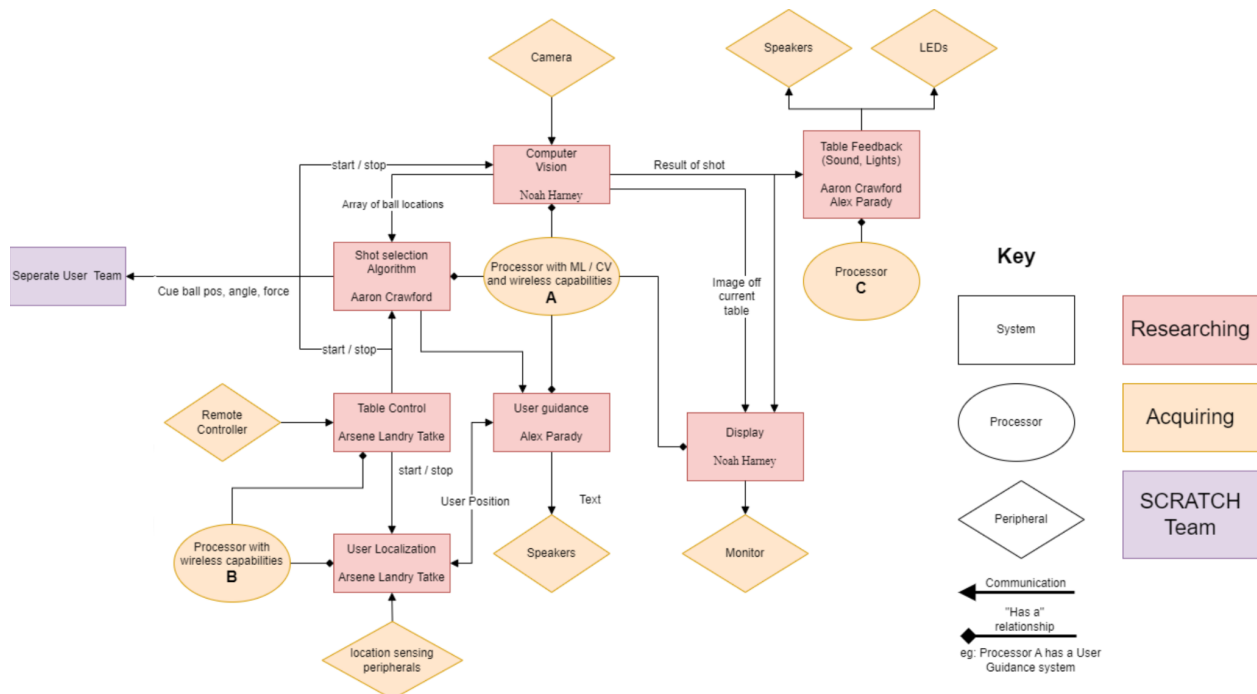 Camera
Speakers
LEDs
start / stop
Computer
Vision
Noah Harney
Result of shot
Table Feedback
(Sound, Lights)
Aaron Crawford
Alex Parady
Array of ball locations
Seperate User Team
Cue ball pos, angle, force
Shot selection
Algorithm
Aaron Crawford
Processor with ML / CV
and wireless capabilities
A
Image off
current
table
Processor
C
start / stop
Remote
Controller
Table Control
Arsene Landry Tatke
User guidance
Alex Parady
Display
Noah Harney
start / stop
User Position
Text
Processor with
wireless capabilities
B
User Localization
Arsene Landry Tatke
Speakers
Monitor
location sensing
peripherals
Key
System
Researching
Processor
Acquiring
Peripheral
SCRATCH
Team
Communication
"Has a"
relationship
eg: Processor A has a User
Guidance system